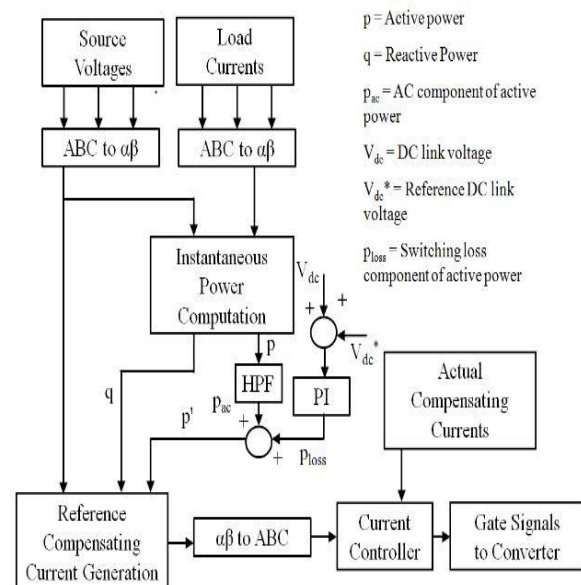 Source
Voltages
Load
Currents
ABC to αβ
ABC to αβ
Instantaneous
Power
Computation
p
q
HPF
p_ac
+
+
p'
V_dc
+
+
V_dc*
PI
p_loss
Actual
Compensating
Currents
Reference
Compensating
Current Generation
αβ to ABC
Current
Controller
Gate Signals
to Converter
p = Active power
q = Reactive Power
p_ac = AC component of active
power
V_dc = DC link voltage
V_dc* = Reference DC link
voltage
p_loss = Switching loss
component of active power